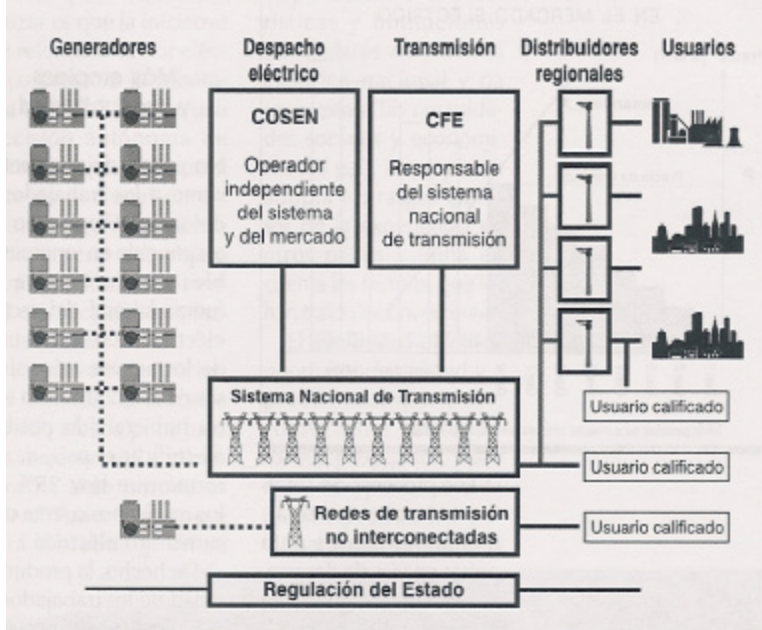 Generadores
Despacho
eléctrico
Transmisión
Distribuidores
regionales
Usuarios
COSEN
Operador
independiente
del sistema
y del mercado
CFE
Responsable
del sistema
nacional
de transmisión
Sistema Nacional de Transmisión
Usuario calificado
Usuario calificado
Redes de transmisión
no interconectadas
Usuario calificado
Regulación del Estado